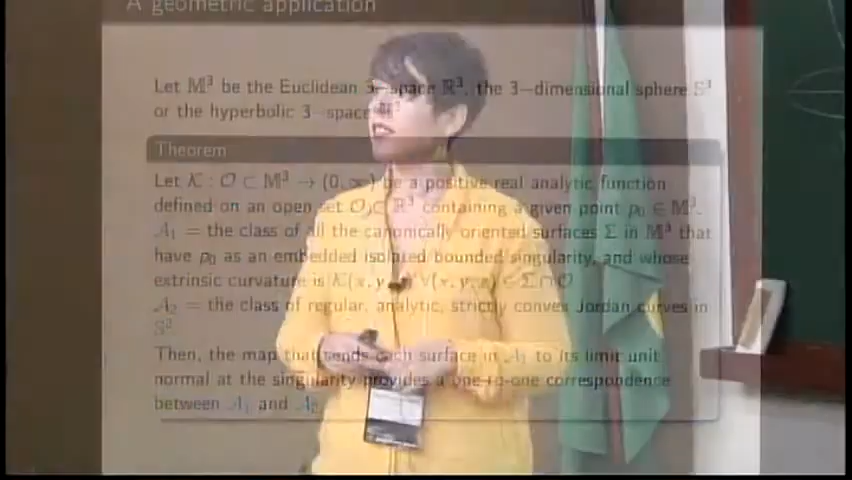 A geometric application
Let 𝕄³ be the Euclidean 3−space ℝ³, the 3−dimensional sphere 𝕊³
or the hyperbolic 3−space ℍ³
Theorem
Let 𝒦 : 𝒪 ⊂ 𝕄³ → (0, ∞) be a positive real analytic function
defined on an open set 𝒪 ⊂ ℝ³ containing a given point p₀ ∈ 𝕄³.
𝒜₁ = the class of all the canonically oriented surfaces Σ in 𝕄³ that
have p₀ as an embedded isolated bounded singularity, and whose
extrinsic curvature is 𝒦(x, y, z) ∀(x, y, z) ∈ Σ ∩ 𝒪
𝒜₂ = the class of regular, analytic, strictly convex Jordan curves in
𝕊²
Then, the map that sends each surface in 𝒜₁ to its limit unit
normal at the singularity provides a one-to-one correspondence
between 𝒜₁ and 𝒜₂